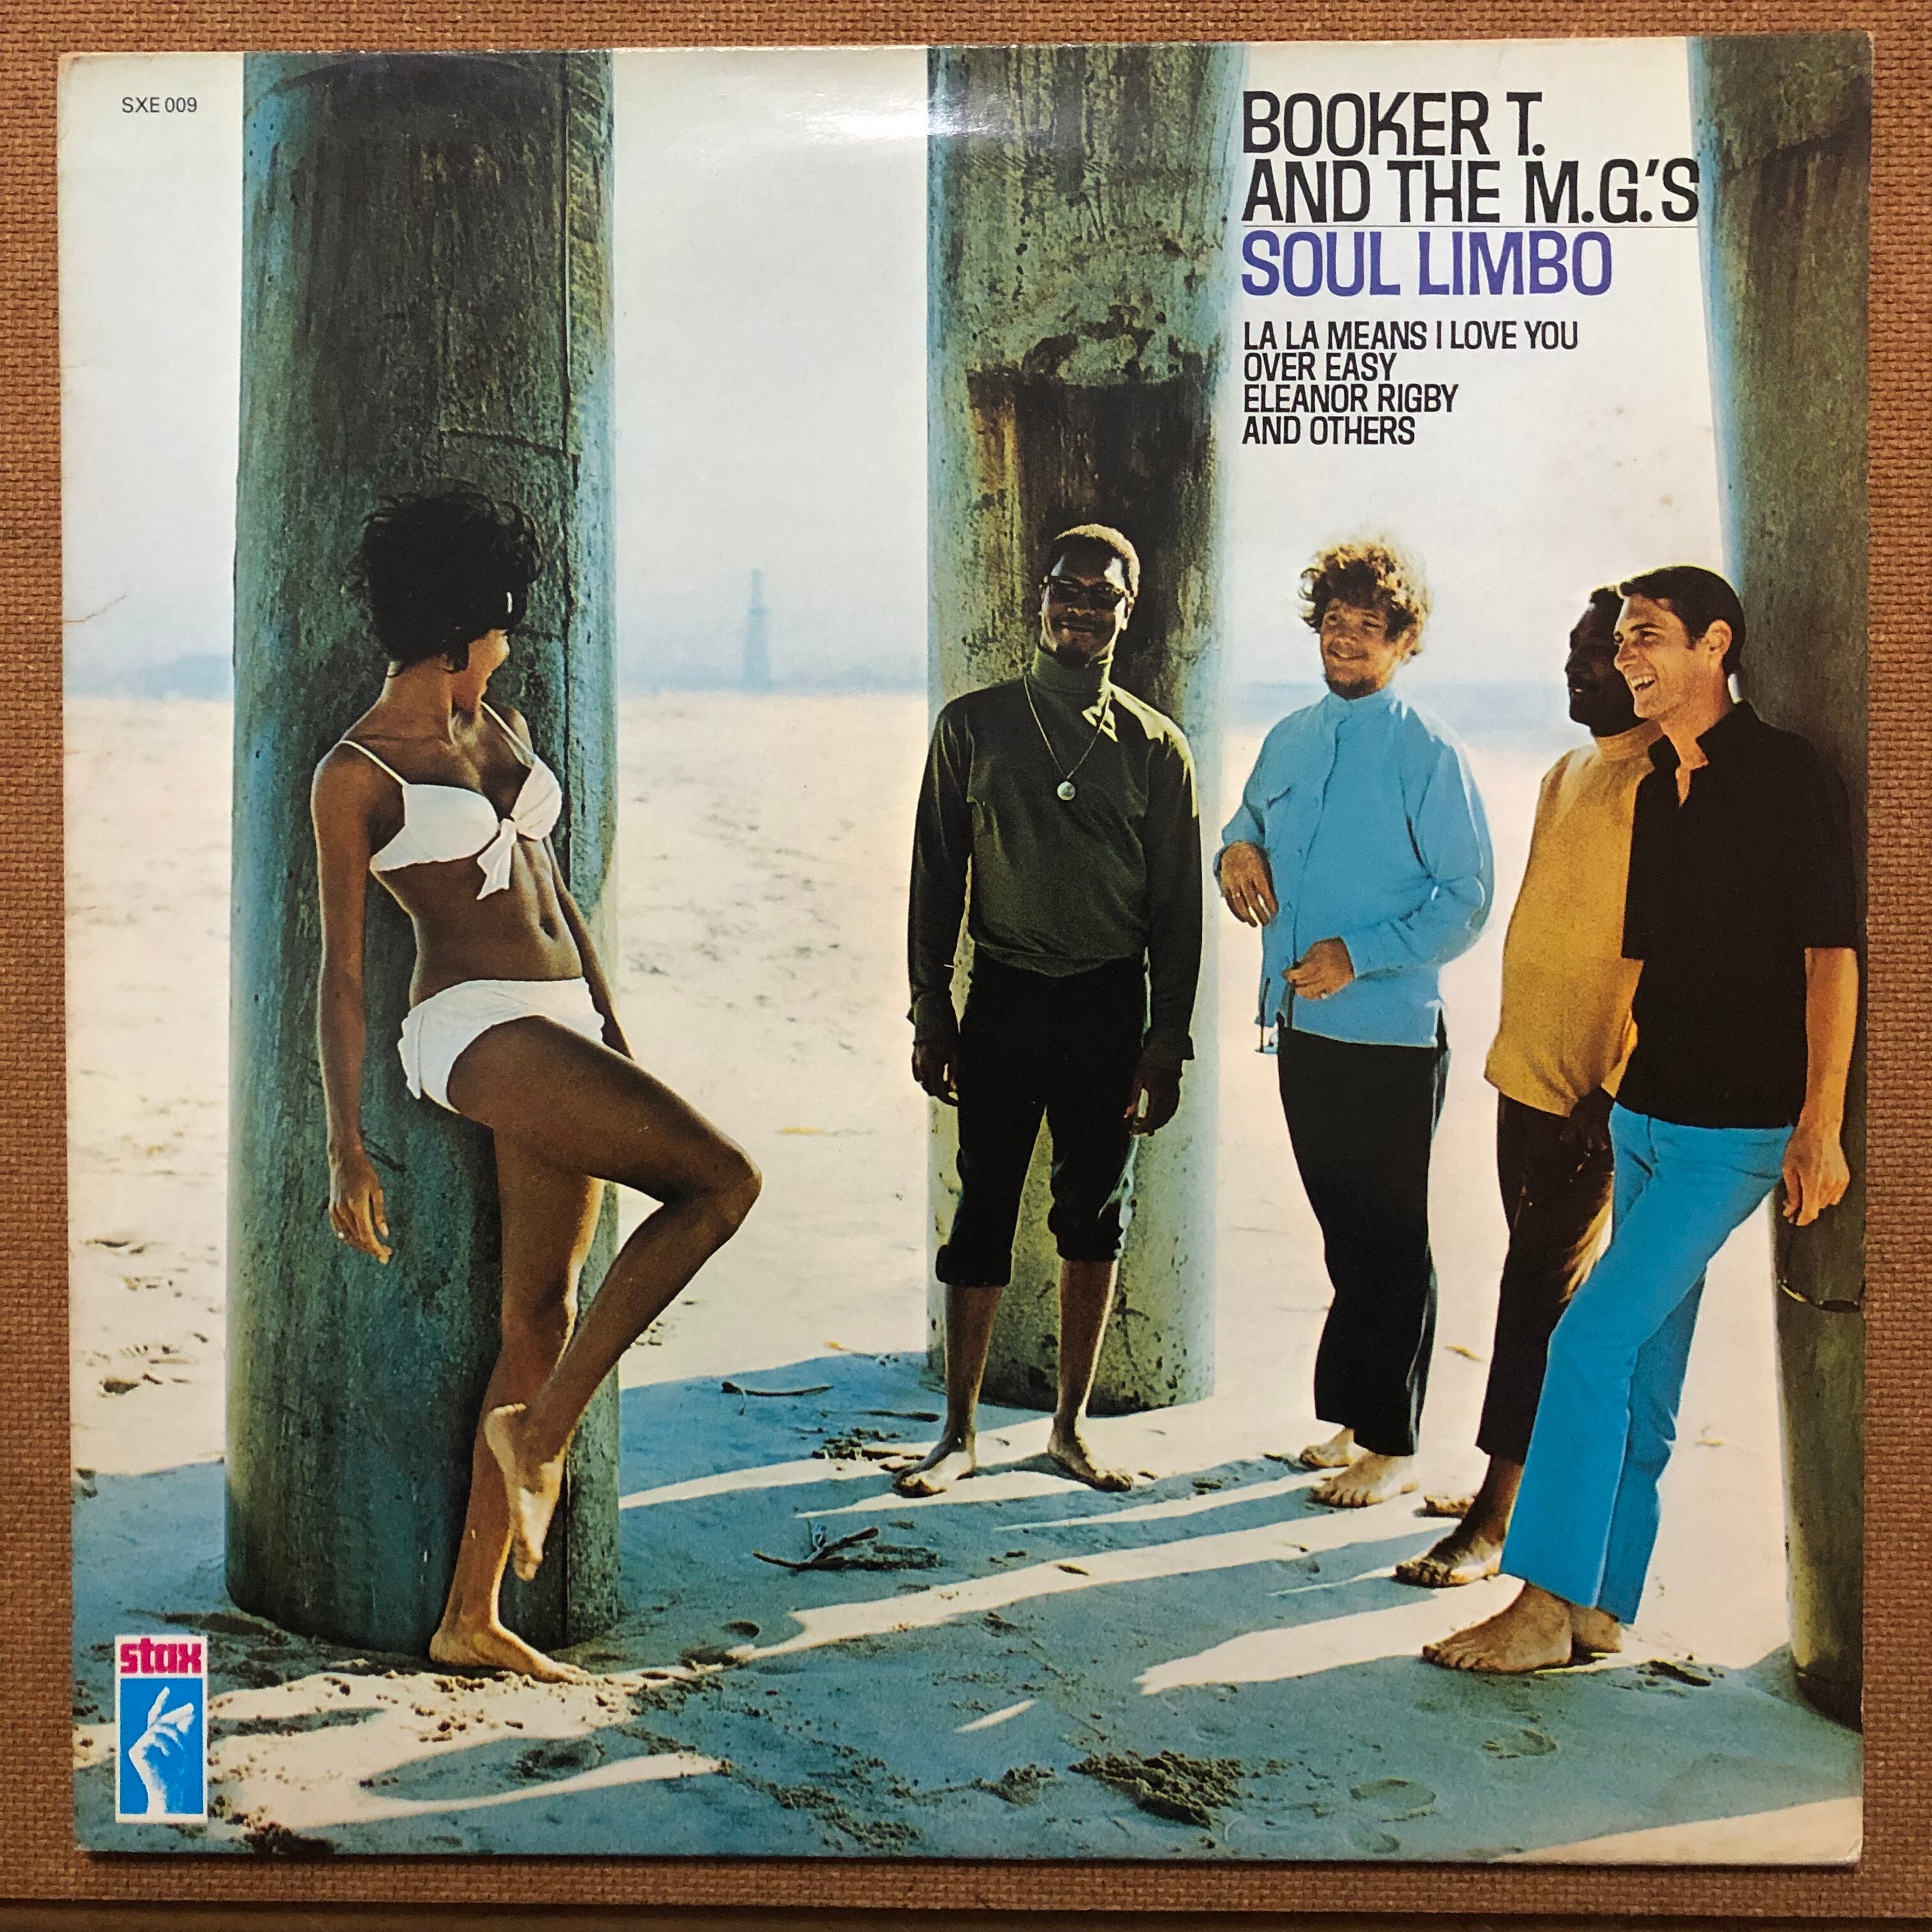 SXE 009
BOOKER T.
AND THE M.G.'S
SOUL LIMBO
LA LA MEANS I LOVE YOU
OVER EASY
ELEANOR RIGBY
AND OTHERS
stax